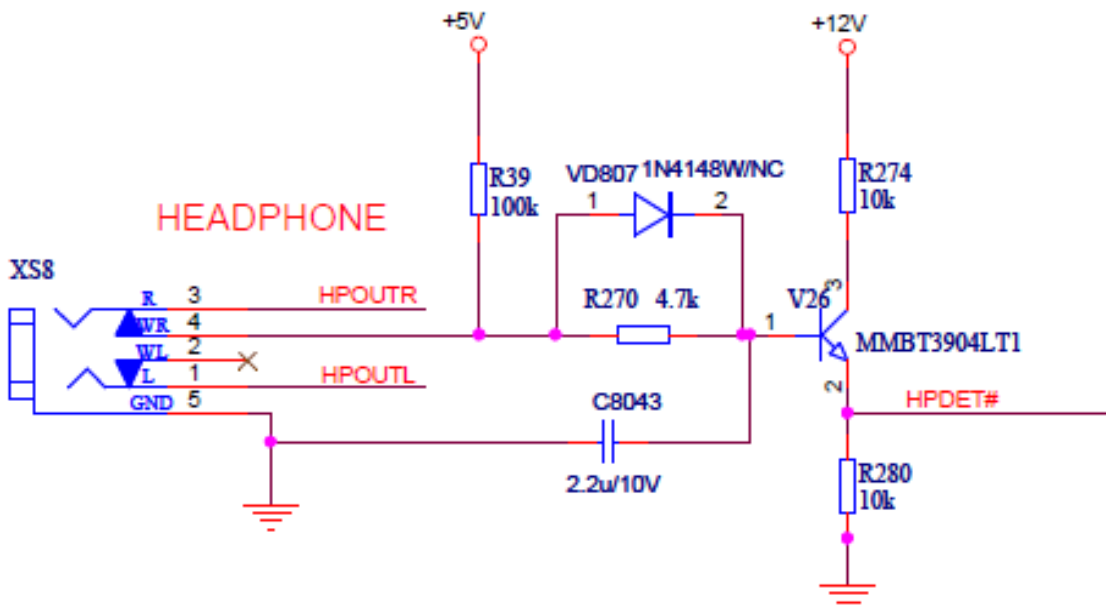 +5V
+12V
R39
100k
VD807
1N4148W/NC
1
2
R274
10k
HEADPHONE
XS8
R
3
HPOUTR
WR
4
R270
4.7k
V26
3
1
WL
2
MMBT3904LT1
L
1
HPOUTL
GND
5
2
HPDET#
C8043
2.2u/10V
R280
10k